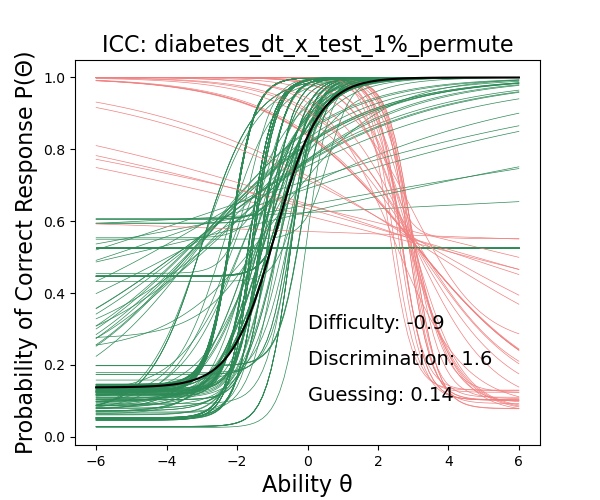 ICC: diabetes_dt_x_test_1%_permute
Probability of Correct Response P(Θ)
1.0
0.8
0.6
0.4
0.2
0.0
Difficulty: -0.9
Discrimination: 1.6
Guessing: 0.14
−6 −4 −2 0 2 4 6
Ability θ